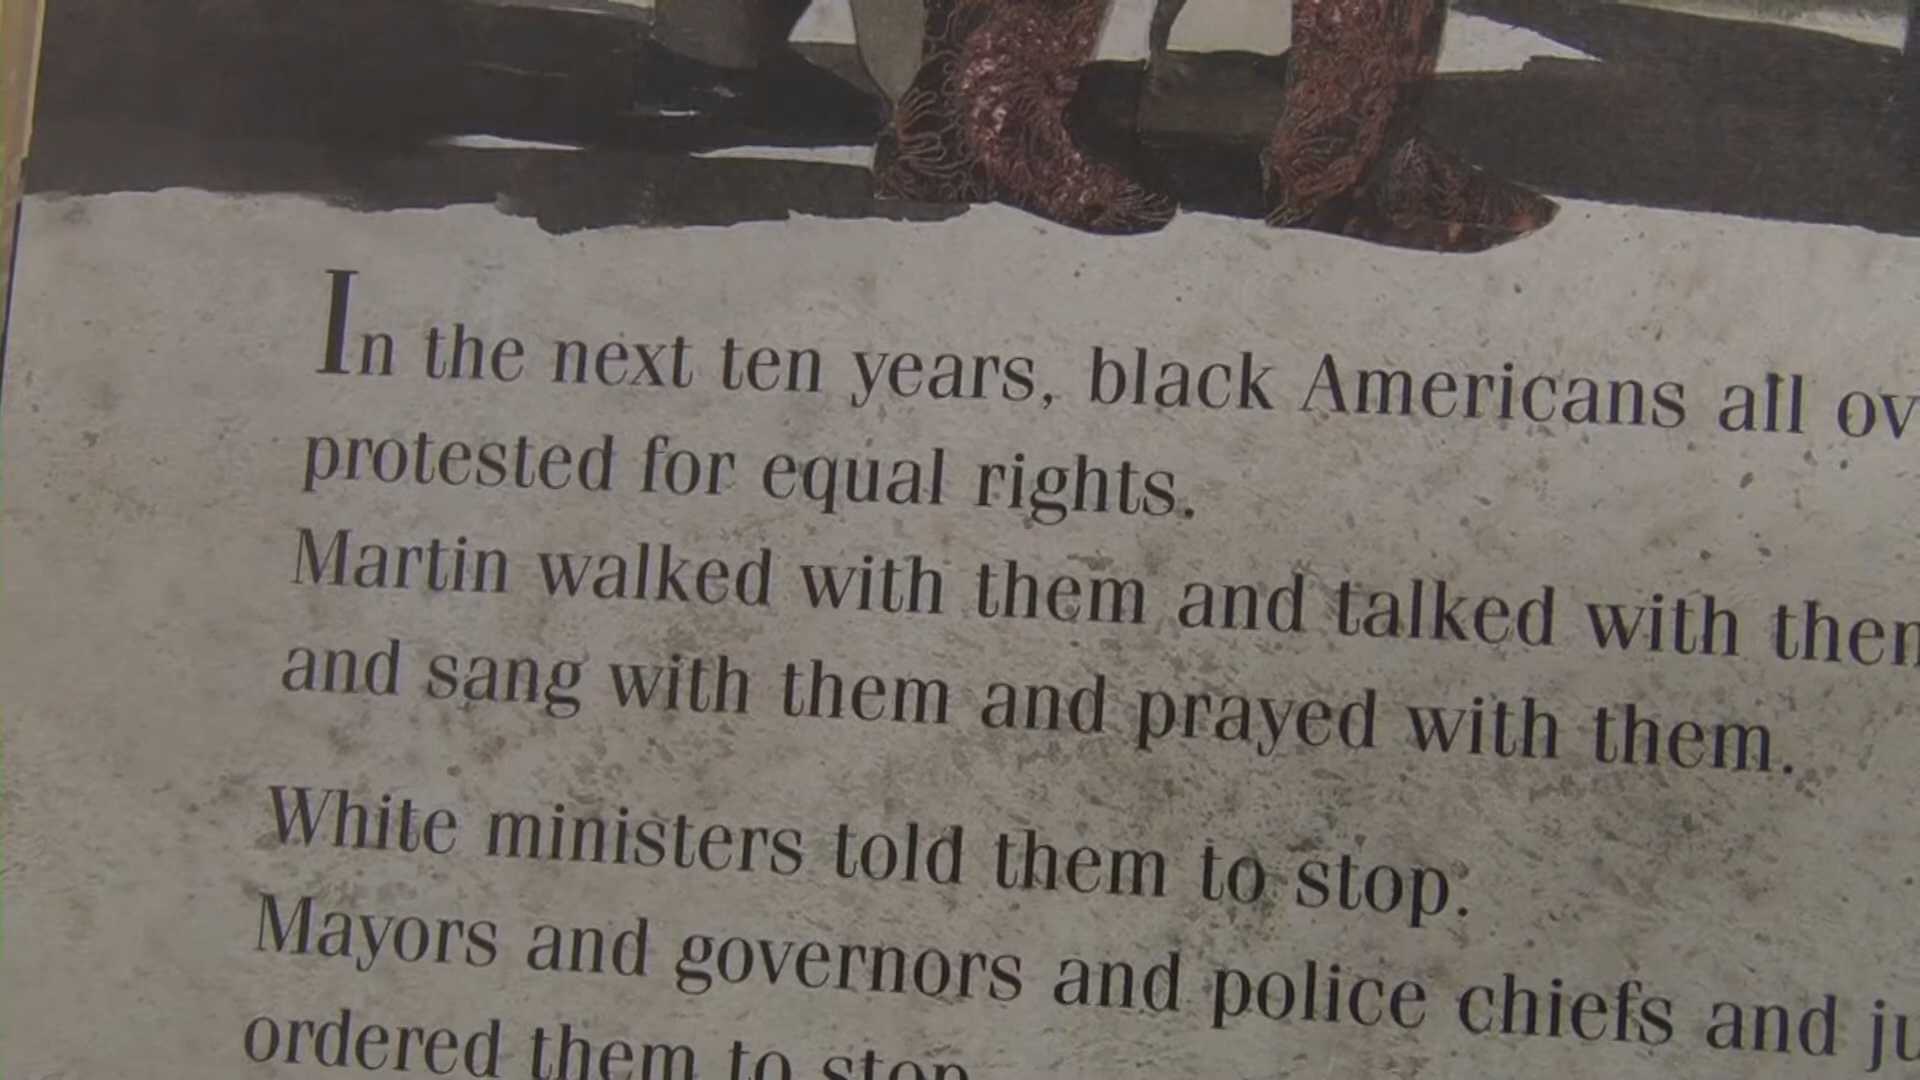 In the next ten years, black Americans all ov
protested for equal rights.
Martin walked with them and talked with them
and sang with them and prayed with them.
White ministers told them to stop.
Mayors and governors and police chiefs and ju
ordered them to stop